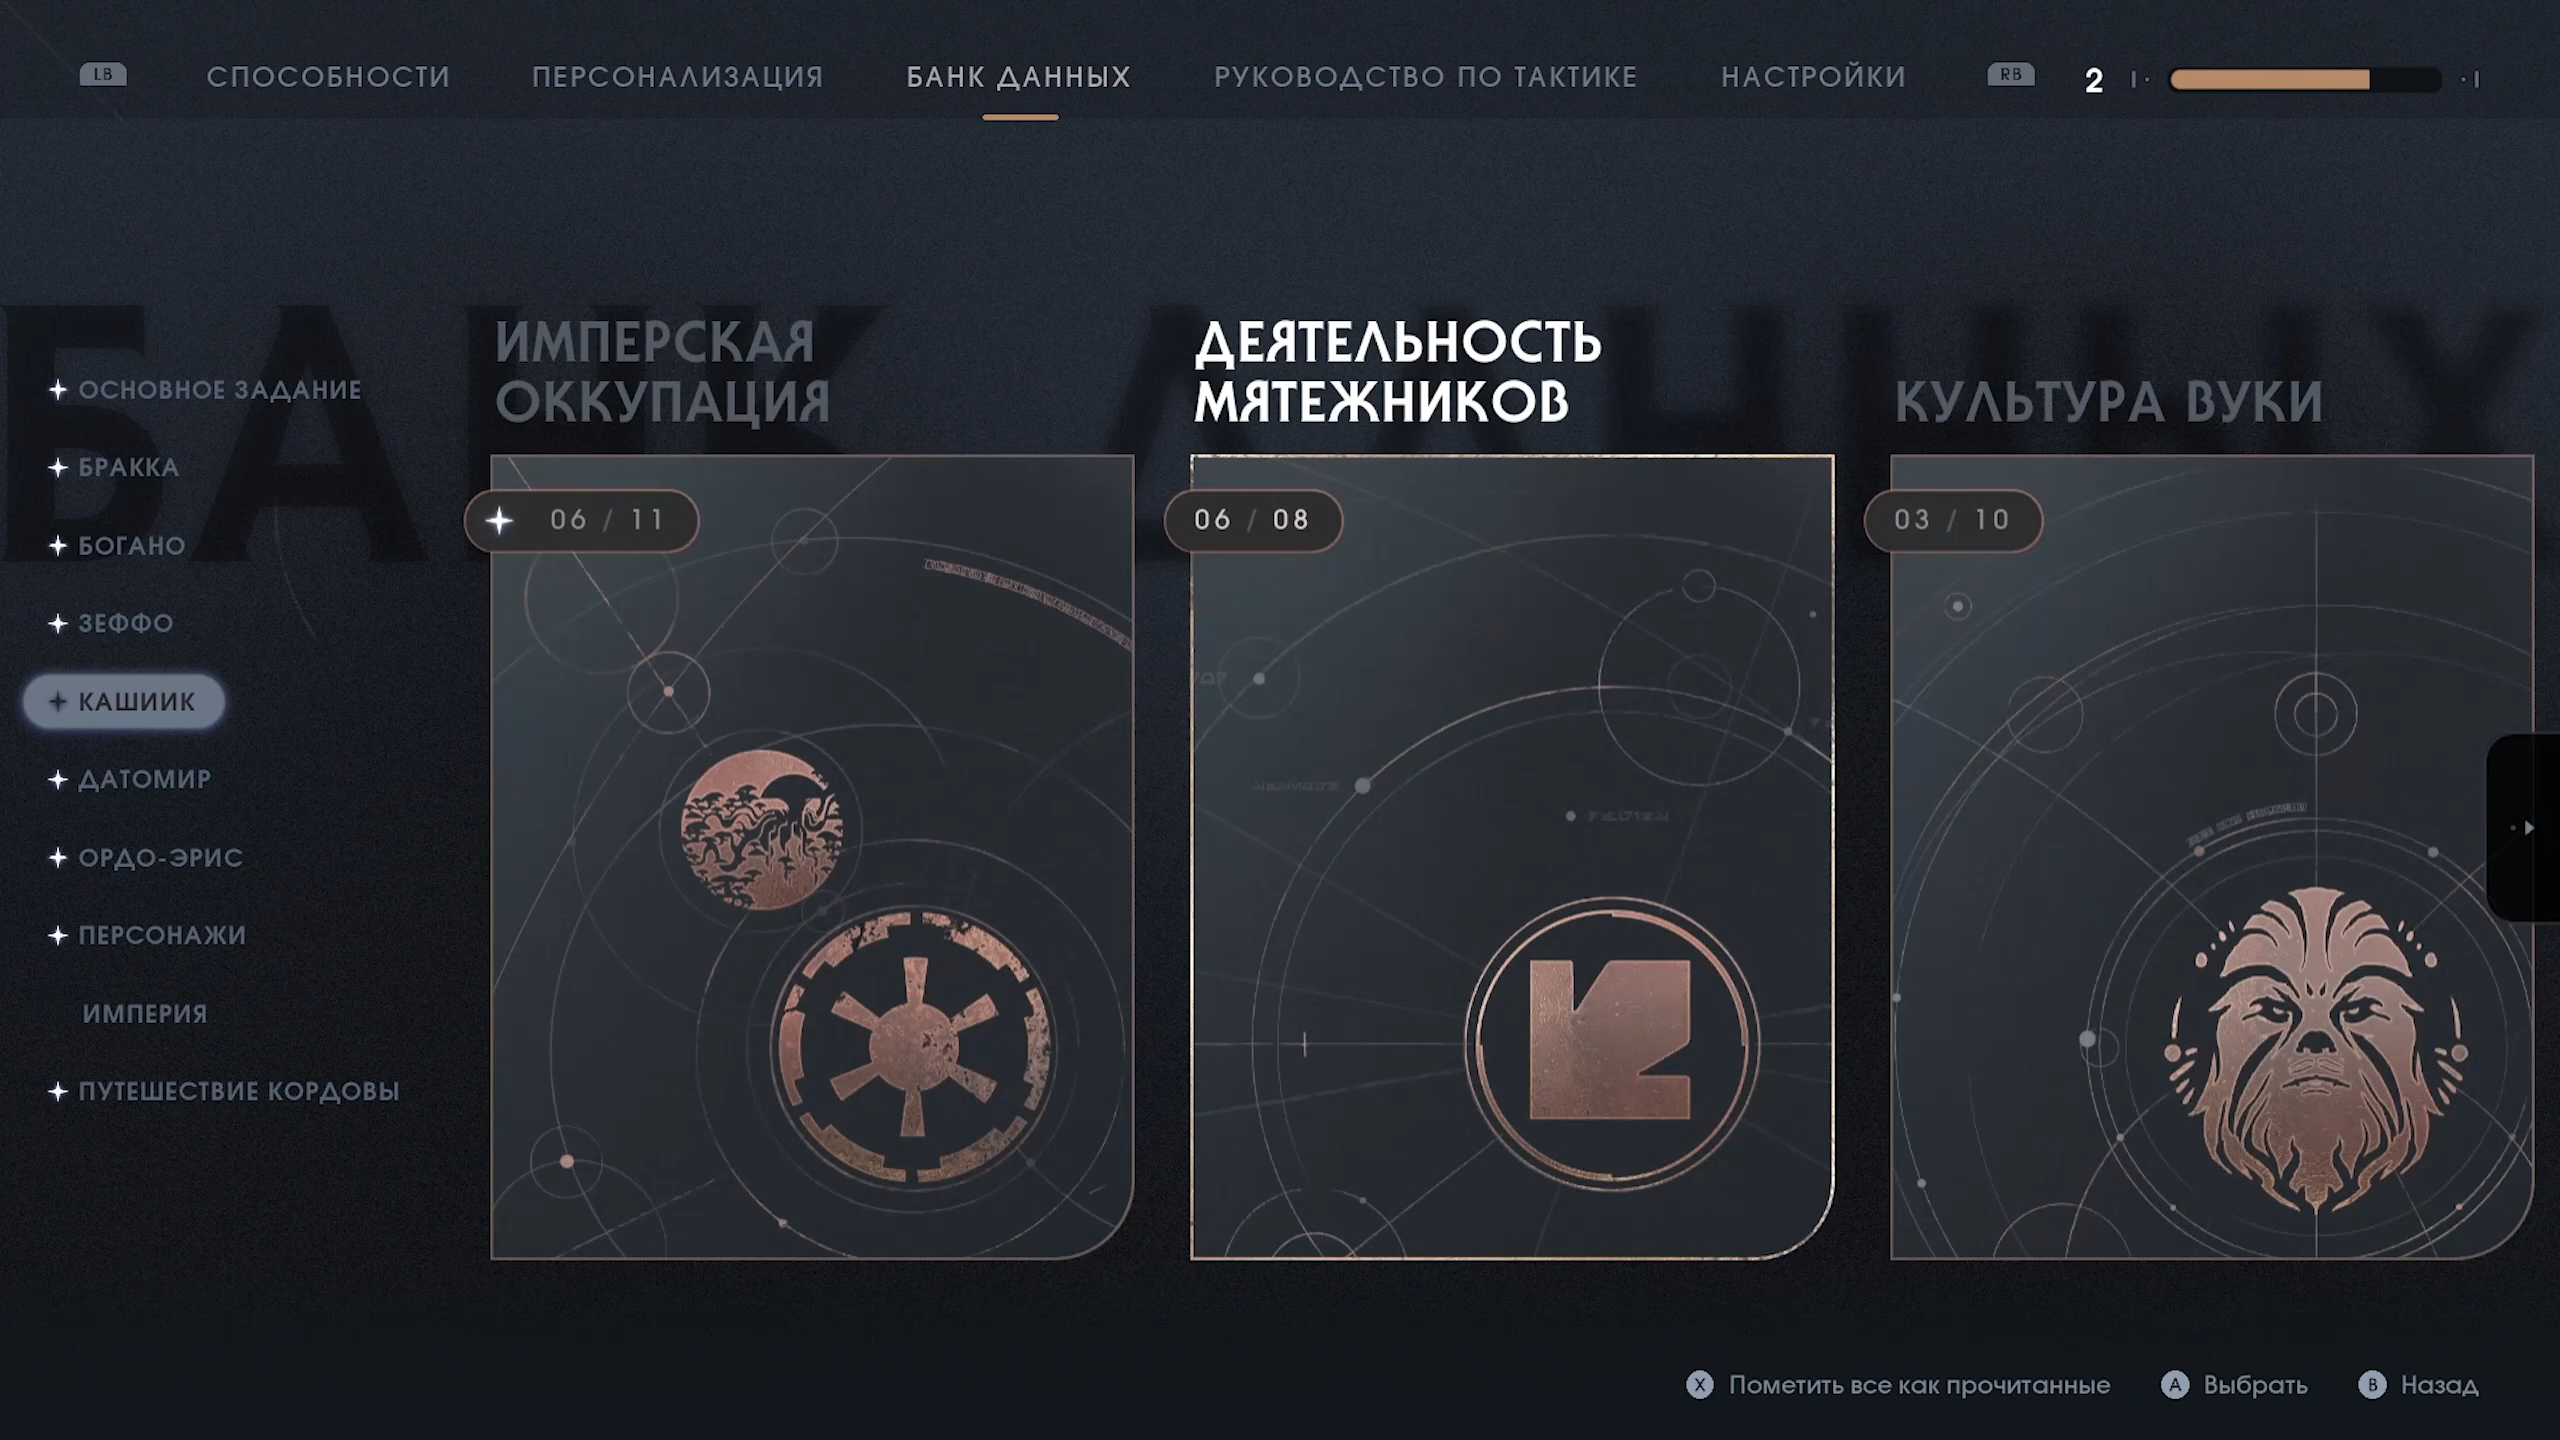 LB
СПОСОБНОСТИ
ПЕРСОНАЛИЗАЦИЯ
БАНК ДАННЫХ
РУКОВОДСТВО ПО ТАКТИКЕ
НАСТРОЙКИ
RB
2
БАНК ДАННЫХ
ОСНОВНОЕ ЗАДАНИЕ
БРАККА
БОГАНО
ЗЕФФО
КАШИИК
ДАТОМИР
ОРДО-ЭРИС
ПЕРСОНАЖИ
ИМПЕРИЯ
ПУТЕШЕСТВИЕ КОРДОВЫ
ИМПЕРСКАЯ
ОККУПАЦИЯ
06 / 11
ДЕЯТЕЛЬНОСТЬ
МЯТЕЖНИКОВ
06 / 08
КУЛЬТУРА ВУКИ
03 / 10
X Пометить все как прочитанные
A Выбрать
B Назад